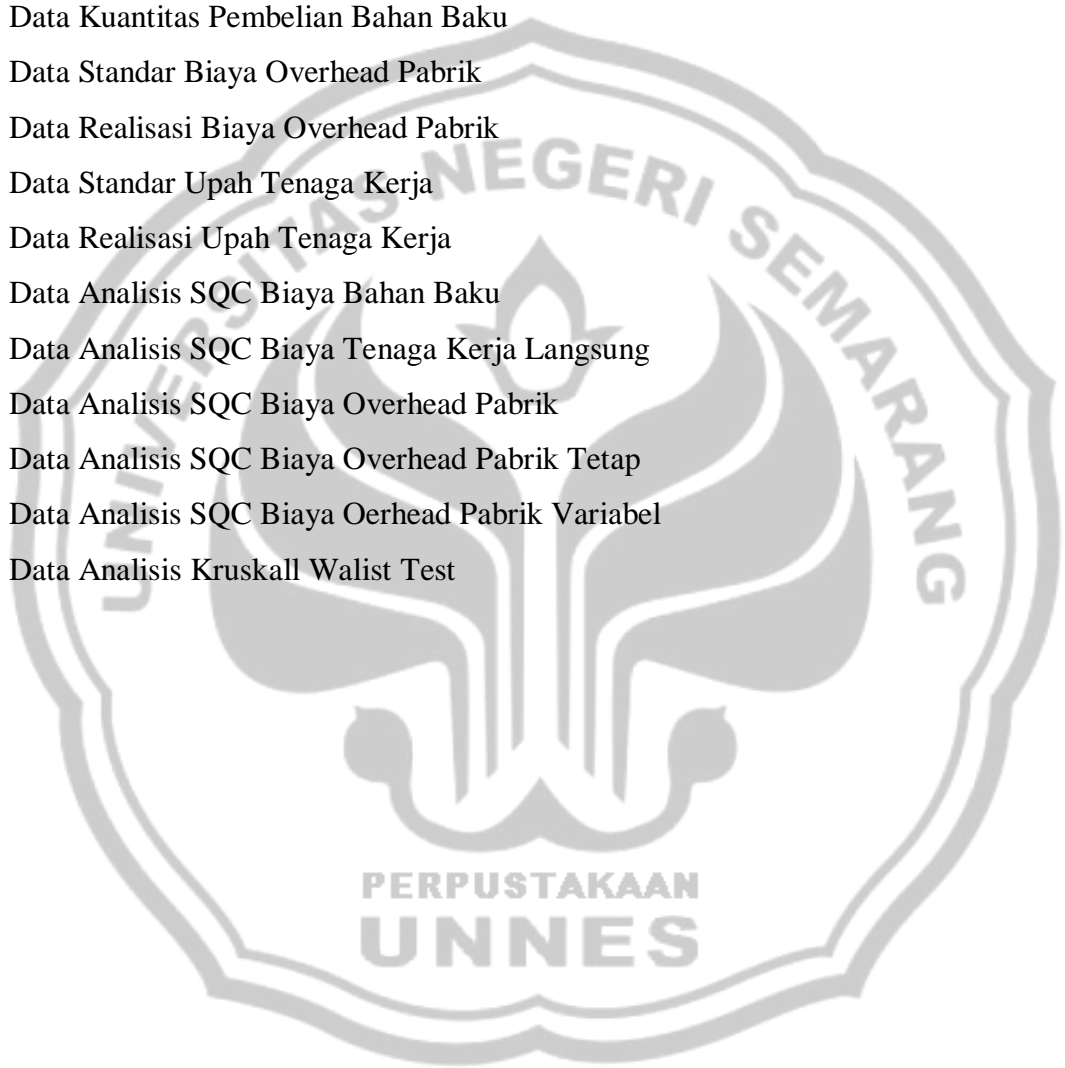 Data Kuantitas Pembelian Bahan Baku
Data Standar Biaya Overhead Pabrik
Data Realisasi Biaya Overhead Pabrik
Data Standar Upah Tenaga Kerja
Data Realisasi Upah Tenaga Kerja
Data Analisis SQC Biaya Bahan Baku
Data Analisis SQC Biaya Tenaga Kerja Langsung
Data Analisis SQC Biaya Overhead Pabrik
Data Analisis SQC Biaya Overhead Pabrik Tetap
Data Analisis SQC Biaya Oerhead Pabrik Variabel
Data Analisis Kruskall Walist Test
UNIVERSITAS NEGERI SEMARANG
PERPUSTAKAAN
UNNES